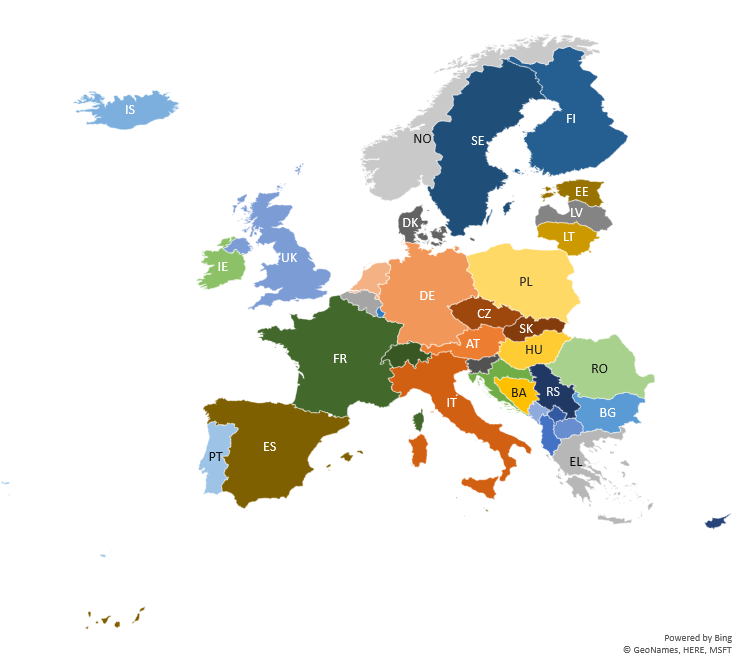 IS
NO
SE
FI
EE
LV
LT
DK
IE
UK
PL
DE
CZ
SK
AT
HU
FR
RO
BA
RS
IT
BG
ES
PT
EL
Powered by Bing
© GeoNames, HERE, MSFT